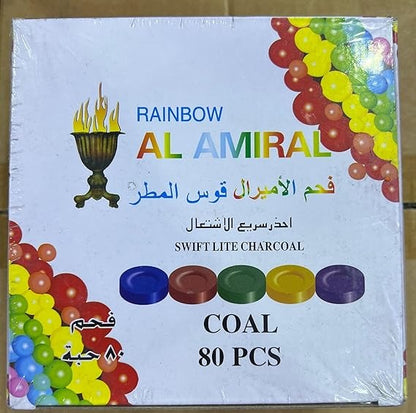 RAINBOW
AL AMIRAL
فحم الأميرال قوس المطر
احذر سريع الاشتعال
SWIFT LITE CHARCOAL
COAL
80 PCS
فحم
٨٠ حبة